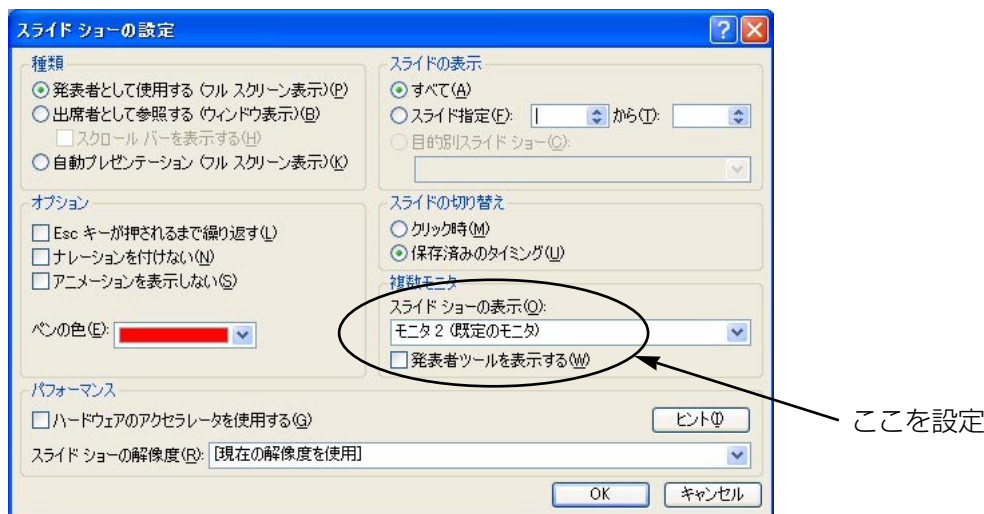 スライド ショーの設定
種類
発表者として使用する (フル スクリーン表示)(P)
出席者として参照する (ウィンドウ表示)(B)
スクロール バーを表示する(H)
自動プレゼンテーション (フル スクリーン表示)(K)
スライドの表示
すべて(A)
スライド指定(F): から(T):
目的別スライド ショー(C):
オプション
Esc キーが押されるまで繰り返す(L)
ナレーションを付けない(N)
アニメーションを表示しない(S)
ペンの色(E):
スライドの切り替え
クリック時(M)
保存済みのタイミング(U)
複数モニタ
スライド ショーの表示(O):
モニタ 2 (既定のモニタ)
発表者ツールを表示する(W)
ここを設定
パフォーマンス
ハードウェアのアクセラレータを使用する(G)
ヒント(I)
スライド ショーの解像度(R): [現在の解像度を使用]
OK キャンセル